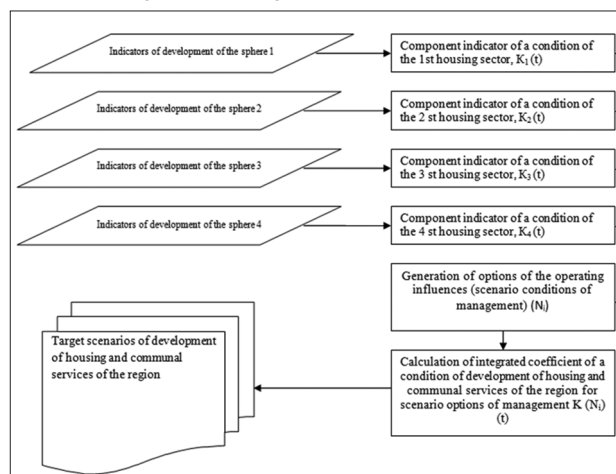 Indicators of development of the sphere 1
Component indicator of a condition of
the 1st housing sector, K₁ (t)
Indicators of development of the sphere 2
Component indicator of a condition of
the 2 st housing sector, K₂ (t)
Indicators of development of the sphere 3
Component indicator of a condition of
the 3 st housing sector, K₃ (t)
Indicators of development of the sphere 4
Component indicator of a condition of
the 4 st housing sector, K₄ (t)
Generation of options of the operating
influences (scenario conditions of
management) (Nᵢ)
Target scenarios of development
of housing and communal
services of the region
Calculation of integrated coefficient of a
condition of development of housing and
communal services of the region for
scenario options of management K (Nᵢ)
(t)